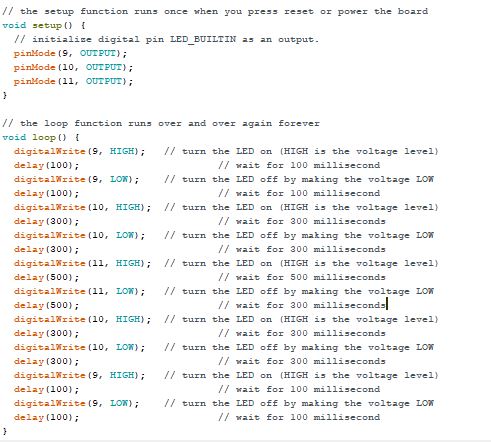 // the setup function runs once when you press reset or power the board
void setup() {
  // initialize digital pin LED_BUILTIN as an output.
  pinMode(9, OUTPUT);
  pinMode(10, OUTPUT);
  pinMode(11, OUTPUT);
}

// the loop function runs over and over again forever
void loop() {
  digitalWrite(9, HIGH);   // turn the LED on (HIGH is the voltage level)
  delay(100);                       // wait for 100 millisecond
  digitalWrite(9, LOW);    // turn the LED off by making the voltage LOW
  delay(100);                       // wait for 100 millisecond
  digitalWrite(10, HIGH);  // turn the LED on (HIGH is the voltage level)
  delay(300);                       // wait for 300 milliseconds
  digitalWrite(10, LOW);   // turn the LED off by making the voltage LOW
  delay(300);                       // wait for 300 milliseconds
  digitalWrite(11, HIGH);  // turn the LED on (HIGH is the voltage level)
  delay(500);                       // wait for 500 milliseconds
  digitalWrite(11, LOW);   // turn the LED off by making the voltage LOW
  delay(500);                       // wait for 300 milliseconds
  digitalWrite(10, HIGH);  // turn the LED on (HIGH is the voltage level)
  delay(300);                       // wait for 300 milliseconds
  digitalWrite(10, LOW);   // turn the LED off by making the voltage LOW
  delay(300);                       // wait for 300 milliseconds
  digitalWrite(9, HIGH);   // turn the LED on (HIGH is the voltage level)
  delay(100);                       // wait for 100 millisecond
  digitalWrite(9, LOW);    // turn the LED off by making the voltage LOW
  delay(100);                       // wait for 100 millisecond
}